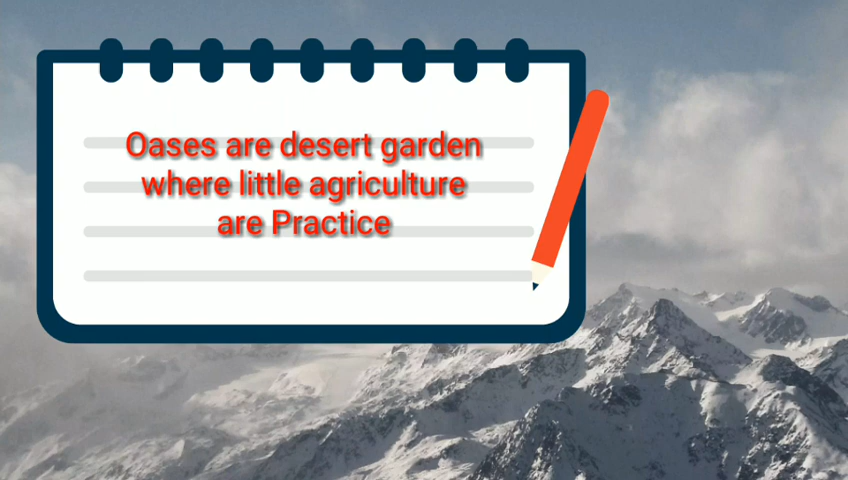 Oases are desert garden
where little agriculture
are Practice